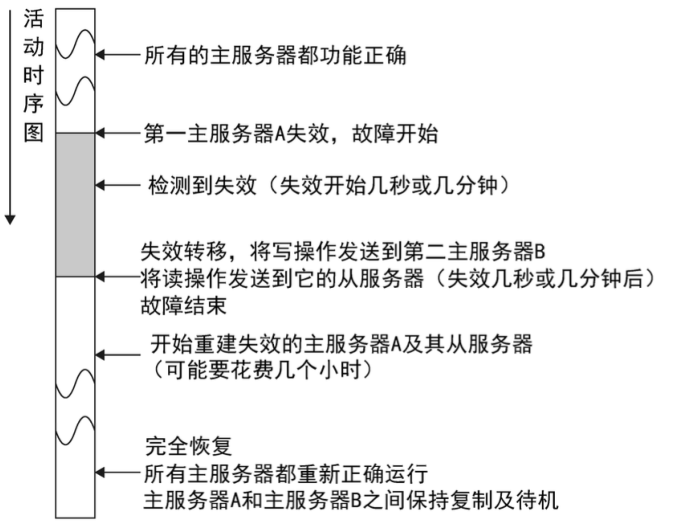 活动时序图
所有的主服务器都功能正确
第一主服务器A失效，故障开始
检测到失效（失效开始几秒或几分钟）
失效转移，将写操作发送到第二主服务器B
将读操作发送到它的从服务器（失效几秒或几分钟后）
故障结束
开始重建失效的主服务器A及其从服务器
（可能要花费几个小时）
完全恢复
所有主服务器都重新正确运行
主服务器A和主服务器B之间保持复制及待机